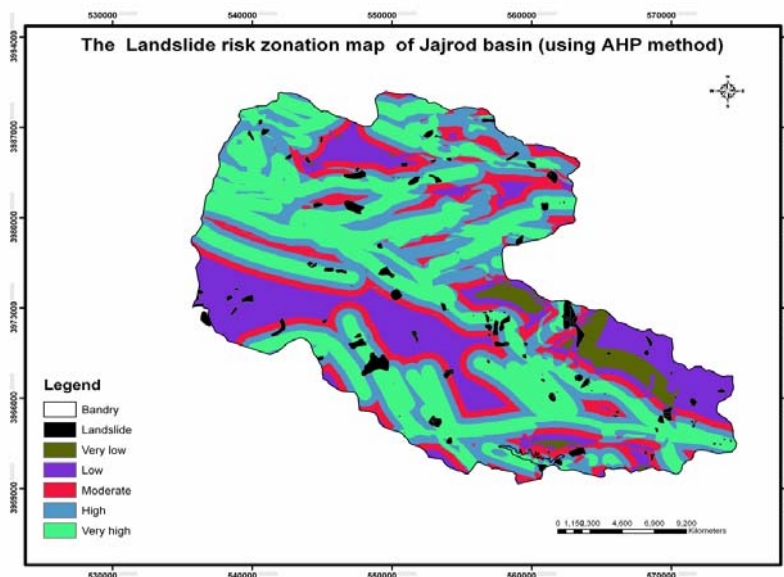 530000 540000 550000 560000 570000
The Landslide risk zonation map of Jajrod basin (using AHP method)
3994000
3987000
3980000
3973000
3966000
3959000
Legend
Bandry
Landslide
Very low
Low
Moderate
High
Very high
0 1,150 2,300 4,600 6,900 9,200
Kilometers
530000 540000 550000 560000 570000